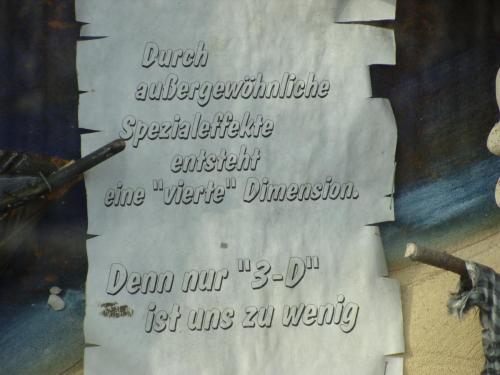 Durch
außergewöhnliche
Spezialeffekte
entsteht
eine "vierte" Dimension.
Denn nur "3-D"
ist uns zu wenig